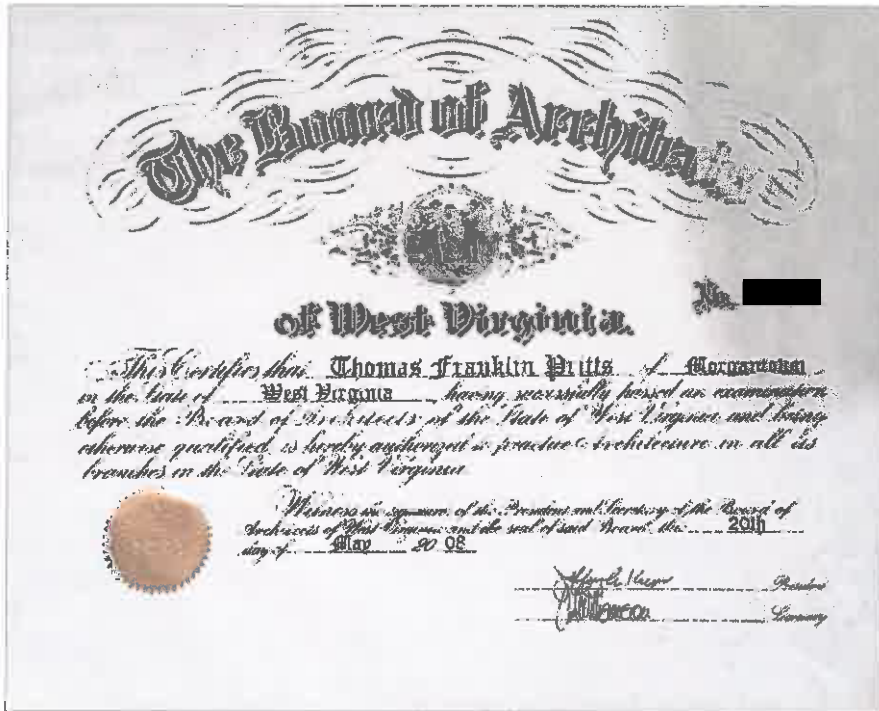 The Board of Architects
of West Virginia.
No.
This Certifies that Thomas Franklin Pritts of Morgantown
in the State of West Virginia having successfully passed an examination
before the Board of Architects of the State of West Virginia and being
otherwise qualified is hereby authorized to practice Architecture in all its
branches in the State of West Virginia
Witness the signature of the President and Secretary of the Board of
Architects of West Virginia and the seal of said Board, this 20th
day of May 20 08
President
Secretary